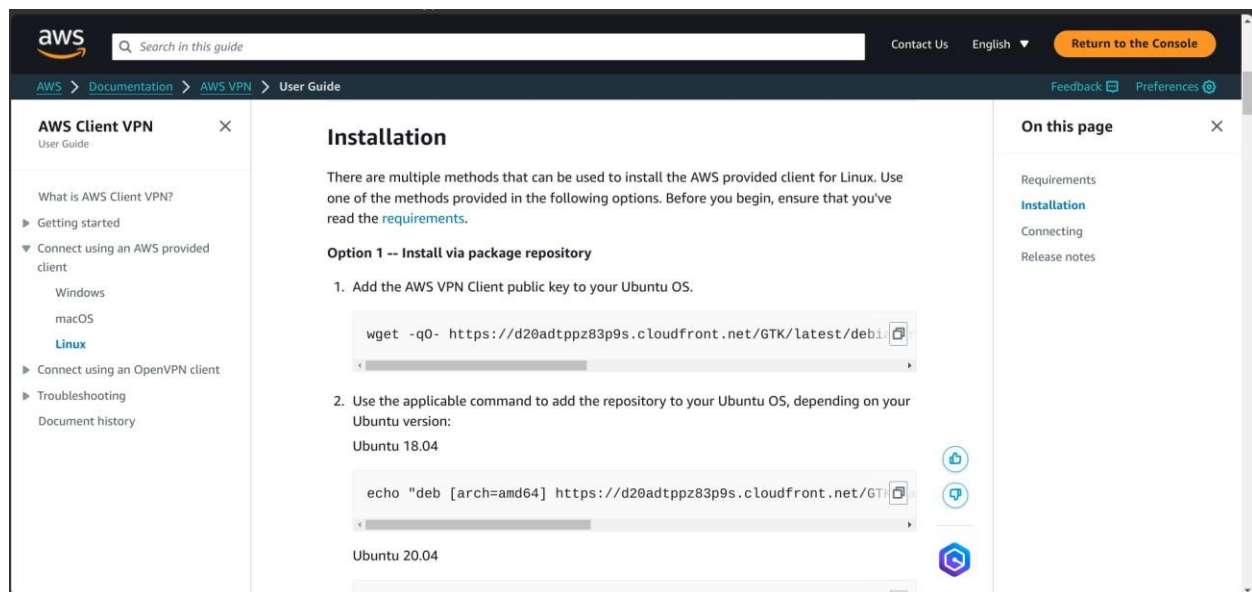 aws
Search in this guide
Contact Us
English
Return to the Console
AWS > Documentation > AWS VPN > User Guide
Feedback
Preferences
AWS Client VPN
User Guide
What is AWS Client VPN?
Getting started
Connect using an AWS provided
client
Windows
macOS
Linux
Connect using an OpenVPN client
Troubleshooting
Document history
Installation
There are multiple methods that can be used to install the AWS provided client for Linux. Use
one of the methods provided in the following options. Before you begin, ensure that you've
read the requirements.
Option 1 -- Install via package repository
1. Add the AWS VPN Client public key to your Ubuntu OS.
wget -qO- https://d20adtppz83p9s.cloudfront.net/GTK/latest/debi
2. Use the applicable command to add the repository to your Ubuntu OS, depending on your
Ubuntu version:
Ubuntu 18.04
echo "deb [arch=amd64] https://d20adtppz83p9s.cloudfront.net/GT
Ubuntu 20.04
On this page
Requirements
Installation
Connecting
Release notes